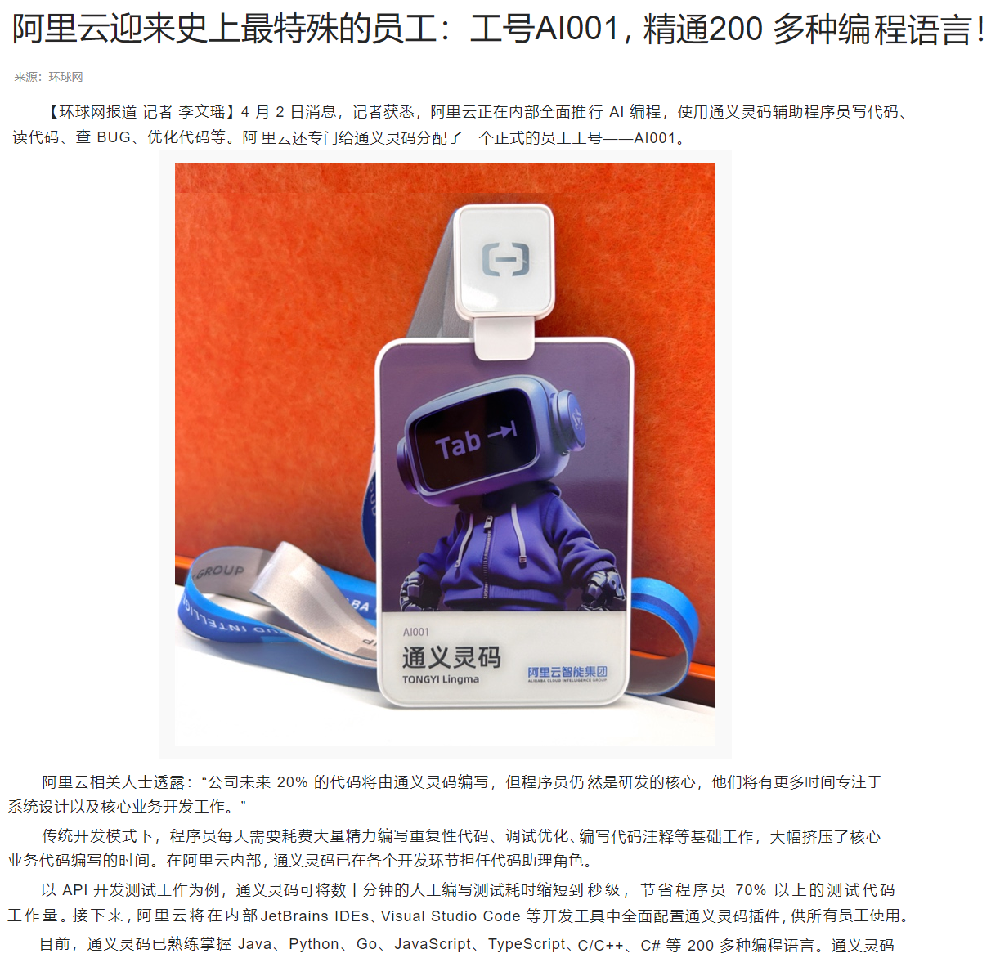 阿里云迎来史上最特殊的员工：工号AI001，精通200 多种编程语言！
来源：环球网
【环球网报道 记者 李文瑶】4 月 2 日消息，记者获悉，阿里云正在内部全面推行 AI 编程，使用通义灵码辅助程序员写代码、
读代码、查 BUG、优化代码等。阿里云还专门给通义灵码分配了一个正式的员工工号——AI001。
Tab
GROUP
BA
UD INTELLI
UP
AI001
通义灵码
TONGYI Lingma
阿里云智能集团
ALIBABA CLOUD INTELLIGENCE GROUP
阿里云相关人士透露：“公司未来 20% 的代码将由通义灵码编写，但程序员仍然是研发的核心，他们将有更多时间专注于
系统设计以及核心业务开发工作。”
传统开发模式下，程序员每天需要耗费大量精力编写重复性代码、调试优化、编写代码注释等基础工作，大幅挤压了核心
业务代码编写的时间。在阿里云内部，通义灵码已在各个开发环节担任代码助理角色。
以 API 开发测试工作为例，通义灵码可将数十分钟的人工编写测试耗时缩短到秒级，节省程序员 70% 以上的测试代码
工作量。接下来，阿里云将在内部JetBrains IDEs、Visual Studio Code 等开发工具中全面配置通义灵码插件，供所有员工使用。
目前，通义灵码已熟练掌握 Java、Python、Go、JavaScript、TypeScript、C/C++、C# 等 200 多种编程语言。通义灵码